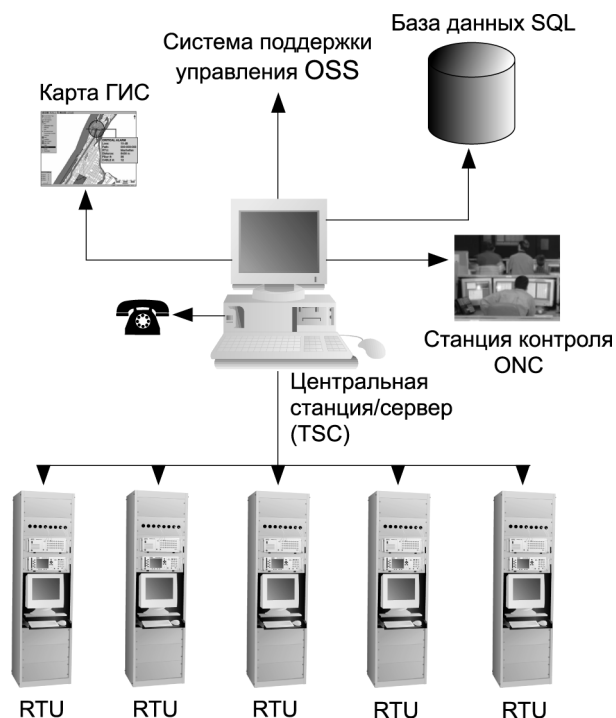 База данных SQL
Система поддержки
управления OSS
Карта ГИС
Станция контроля
ONC
Центральная
станция/сервер
(TSC)
RTU RTU RTU RTU RTU